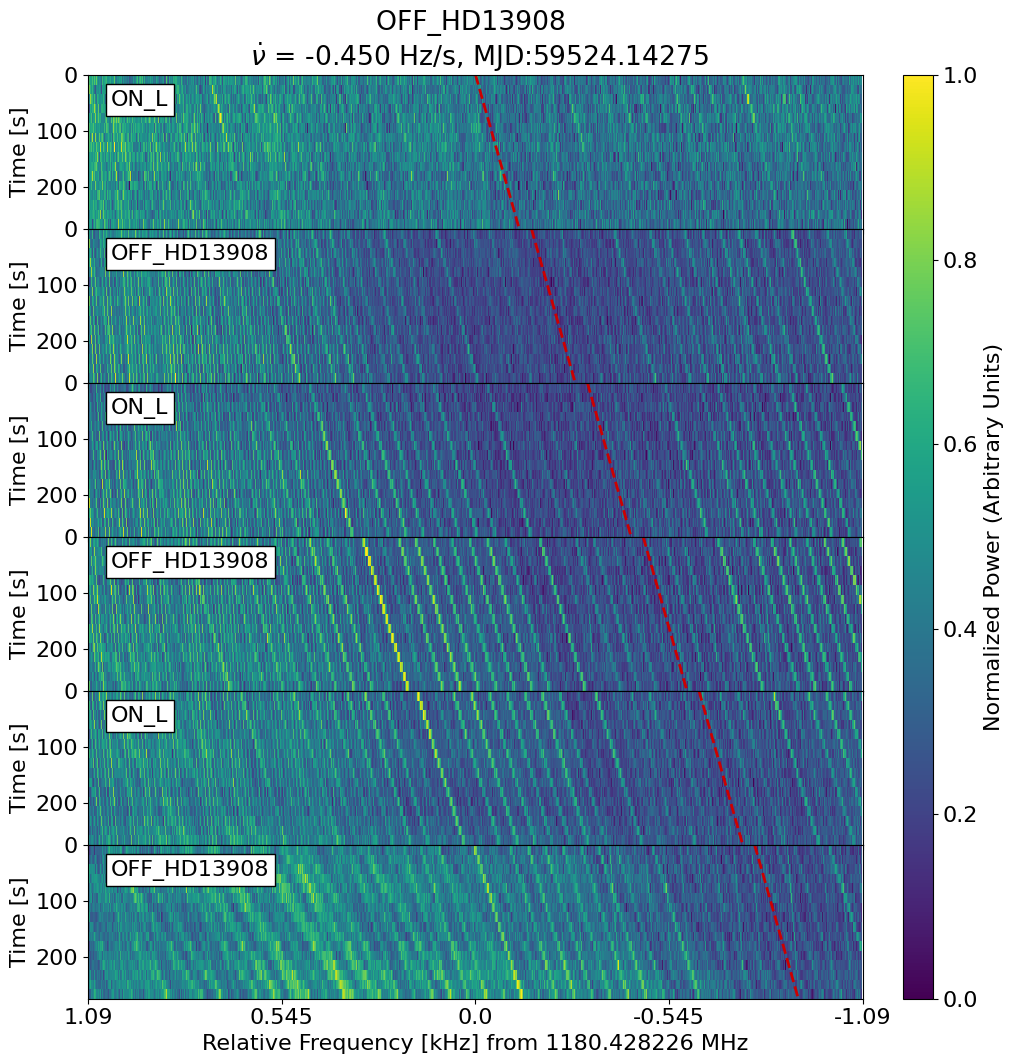 OFF_HD13908
ν̇ = -0.450 Hz/s, MJD:59524.14275
ON_L
OFF_HD13908
ON_L
OFF_HD13908
ON_L
OFF_HD13908
Time [s]
0
100
200
Time [s]
0
100
200
Time [s]
0
100
200
Time [s]
0
100
200
Time [s]
0
100
200
Time [s]
0
100
200
1.09 0.545 0.0 -0.545 -1.09
Relative Frequency [kHz] from 1180.428226 MHz
1.0
0.8
0.6
0.4
0.2
0.0
Normalized Power (Arbitrary Units)